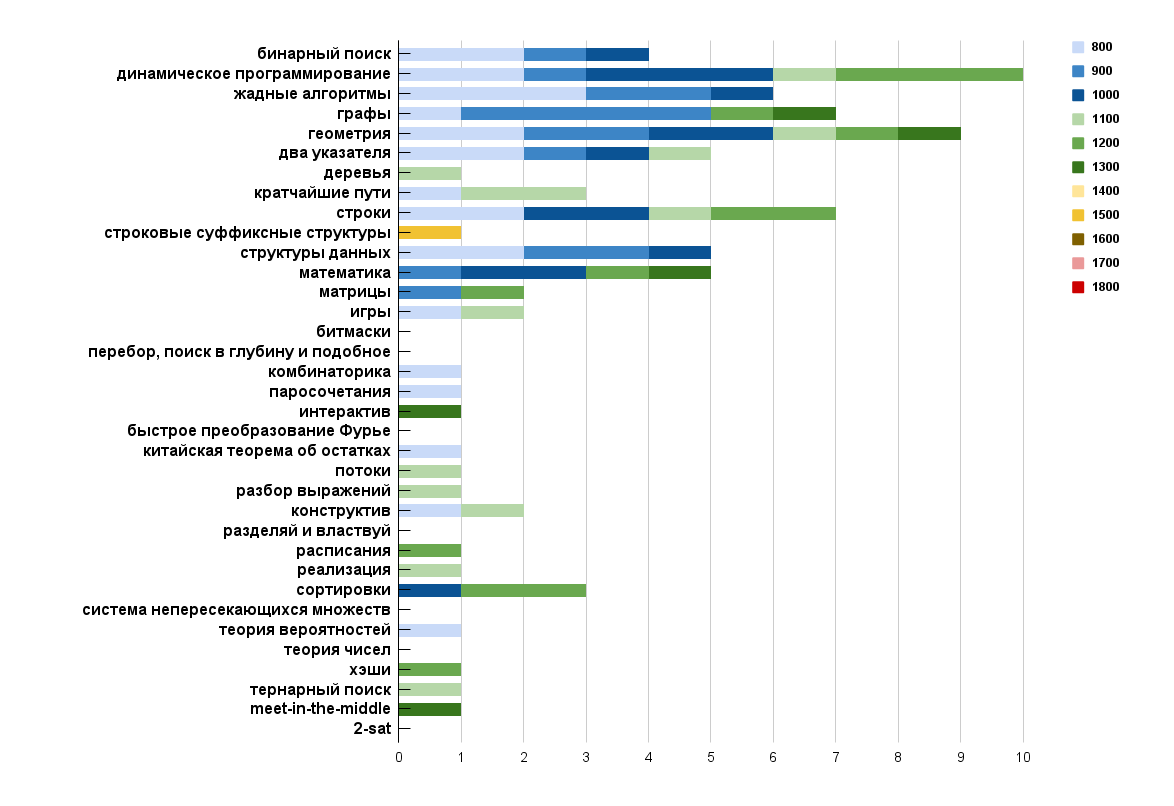 бинарный поиск
динамическое программирование
жадные алгоритмы
графы
геометрия
два указателя
деревья
кратчайшие пути
строки
строковые суффиксные структуры
структуры данных
математика
матрицы
игры
битмаски
перебор, поиск в глубину и подобное
комбинаторика
паросочетания
интерактив
быстрое преобразование Фурье
китайская теорема об остатках
потоки
разбор выражений
конструктив
разделяй и властвуй
расписания
реализация
сортировки
система непересекающихся множеств
теория вероятностей
теория чисел
хэши
тернарный поиск
meet-in-the-middle
2-sat
0 1 2 3 4 5 6 7 8 9 10
800
900
1000
1100
1200
1300
1400
1500
1600
1700
1800